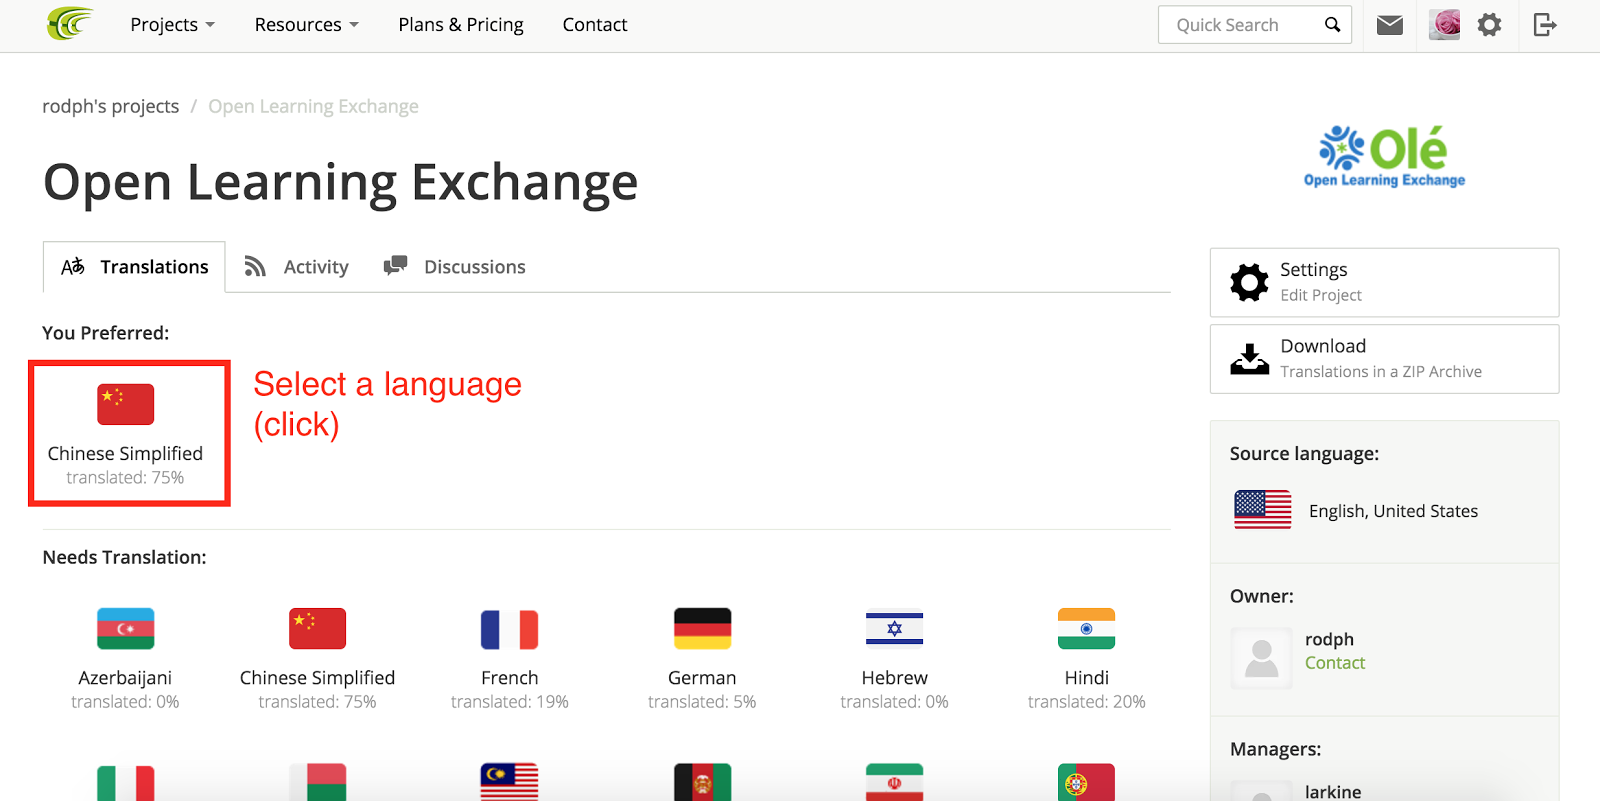 Projects
Resources
Plans & Pricing
Contact
Quick Search
rodph's projects / Open Learning Exchange
Olé
Open Learning Exchange
Open Learning Exchange
Translations
Activity
Discussions
You Preferred:
Chinese Simplified
translated: 75%
Select a language
(click)
Settings
Edit Project
Download
Translations in a ZIP Archive
Source language:
English, United States
Owner:
rodph
Contact
Managers:
larkine
Needs Translation:
Azerbaijani
translated: 0%
Chinese Simplified
translated: 75%
French
translated: 19%
German
translated: 5%
Hebrew
translated: 0%
Hindi
translated: 20%